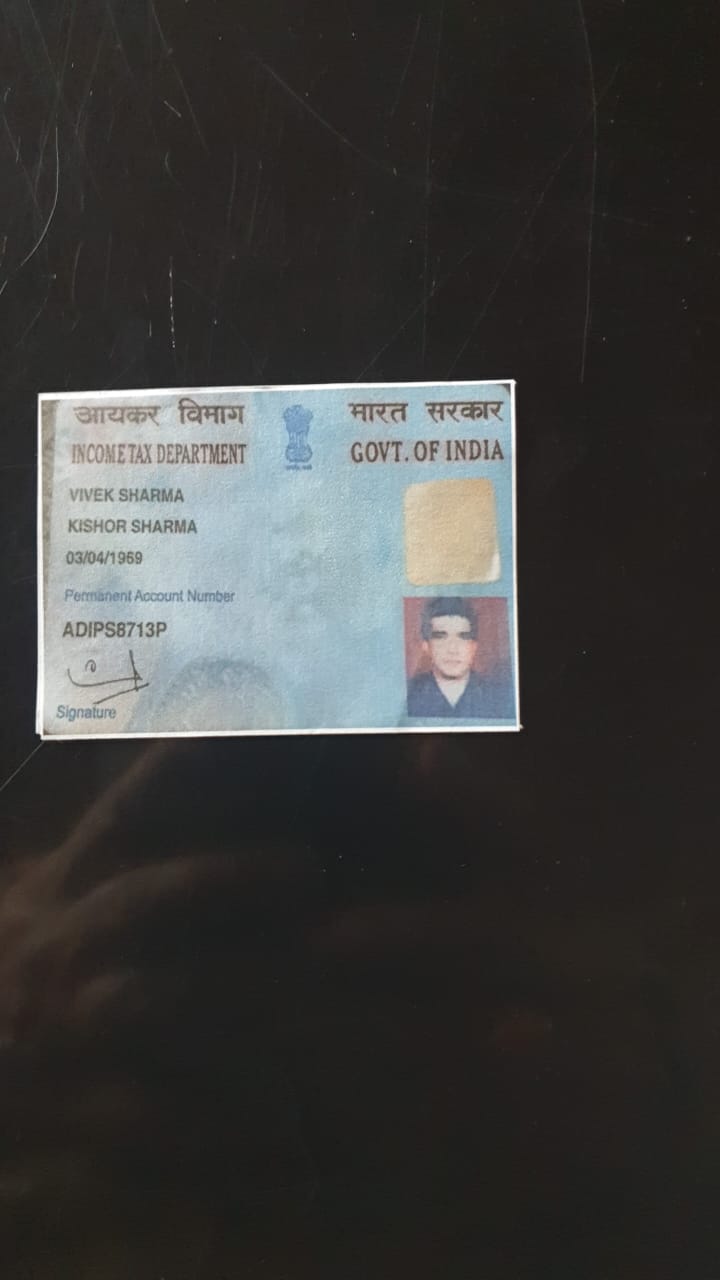 आयकर विभाग
भारत सरकार
INCOME TAX DEPARTMENT
GOVT. OF INDIA
VIVEK SHARMA
KISHOR SHARMA
03/04/1969
Permanent Account Number
ADIPS8713P
Signature